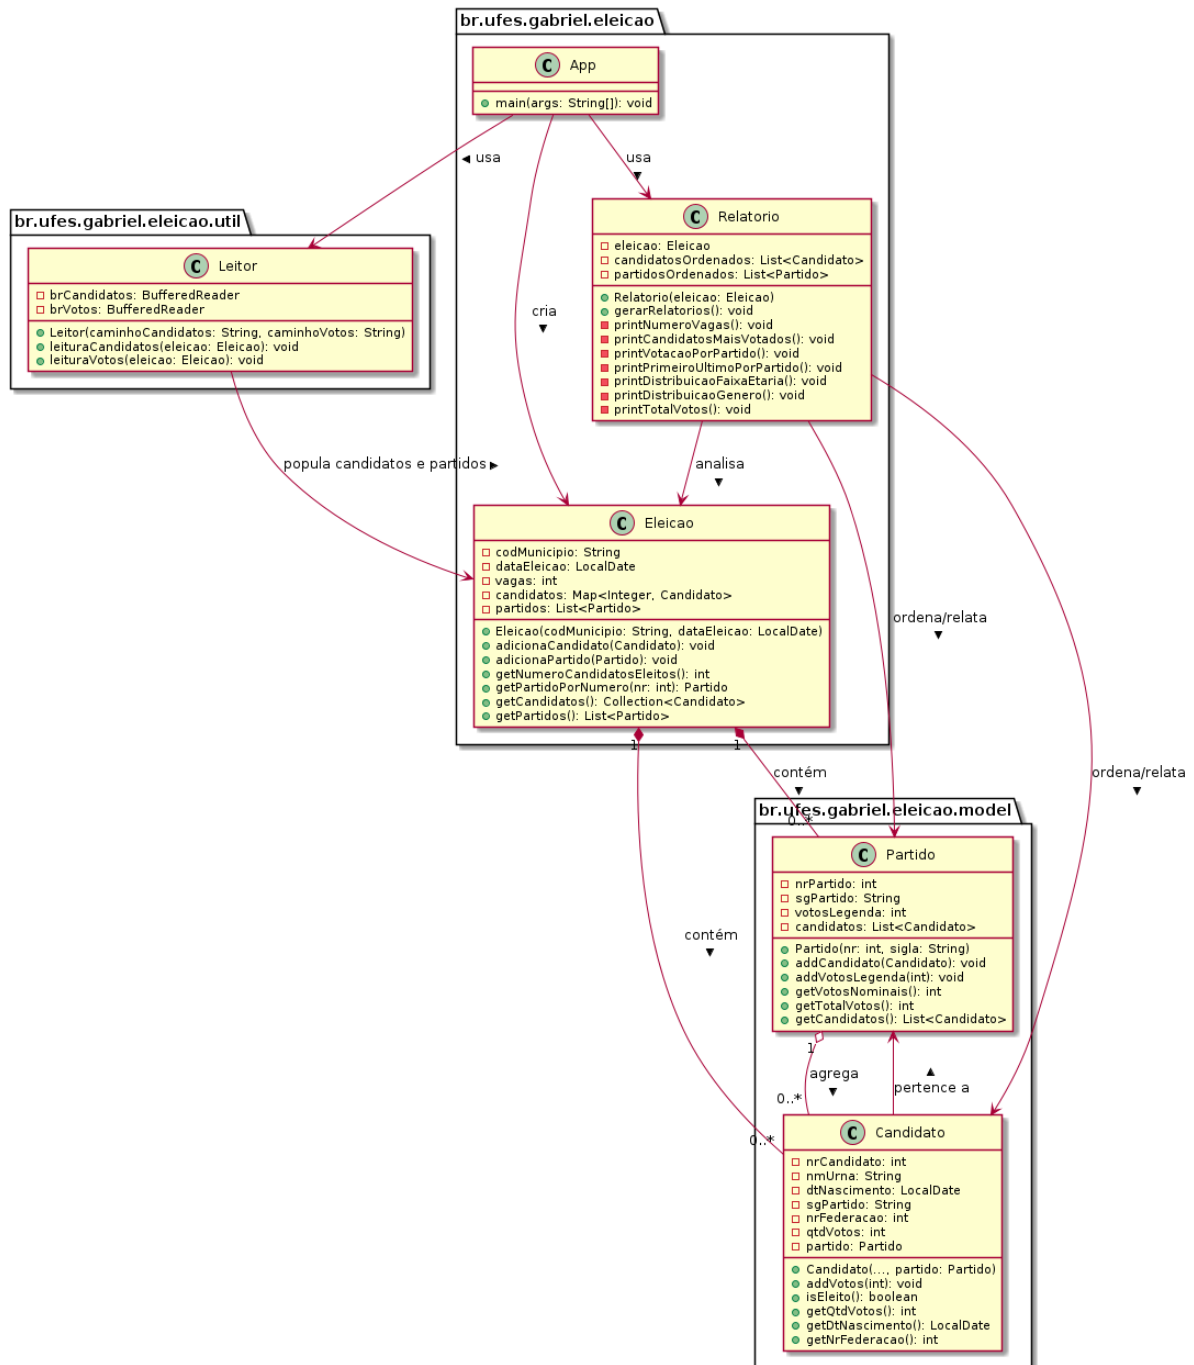 br.ufes.gabriel.eleicao
C App
main(args: String[]): void
usa
usa
br.ufes.gabriel.eleicao.util
C Leitor
brCandidatos: BufferedReader
brVotos: BufferedReader
Leitor(caminhoCandidatos: String, caminhoVotos: String)
leituraCandidatos(eleicao: Eleicao): void
leituraVotos(eleicao: Eleicao): void
C Relatorio
eleicao: Eleicao
candidatosOrdenados: List<Candidato>
partidosOrdenados: List<Partido>
Relatorio(eleicao: Eleicao)
gerarRelatorios(): void
printNumeroVagas(): void
printCandidatosMaisVotados(): void
printVotacaoPorPartido(): void
printPrimeiroUltimoPorPartido(): void
printDistribuicaoFaixaEtaria(): void
printDistribuicaoGenero(): void
printTotalVotos(): void
cria
popula candidatos e partidos
analisa
C Eleicao
codMunicipio: String
dataEleicao: LocalDate
vagas: int
candidatos: Map<Integer, Candidato>
partidos: List<Partido>
Eleicao(codMunicipio: String, dataEleicao: LocalDate)
adicionaCandidato(Candidato): void
adicionaPartido(Partido): void
getNumeroCandidatosEleitos(): int
getPartidoPorNumero(nr: int): Partido
getCandidatos(): Collection<Candidato>
getPartidos(): List<Partido>
ordena/relata
1
1
contém
ordena/relata
br.ufes.gabriel.eleicao.model
0..*
C Partido
nrPartido: int
sgPartido: String
votosLegenda: int
candidatos: List<Candidato>
Partido(nr: int, sigla: String)
addCandidato(Candidato): void
addVotosLegenda(int): void
getVotosNominais(): int
getTotalVotos(): int
getCandidatos(): List<Candidato>
contém
1
agrega
pertence a
0..*
0..*
C Candidato
nrCandidato: int
nmUrna: String
dtNascimento: LocalDate
sgPartido: String
nrFederacao: int
qtdVotos: int
partido: Partido
Candidato(..., partido: Partido)
addVotos(int): void
isEleito(): boolean
getQtdVotos(): int
getDtNascimento(): LocalDate
getNrFederacao(): int